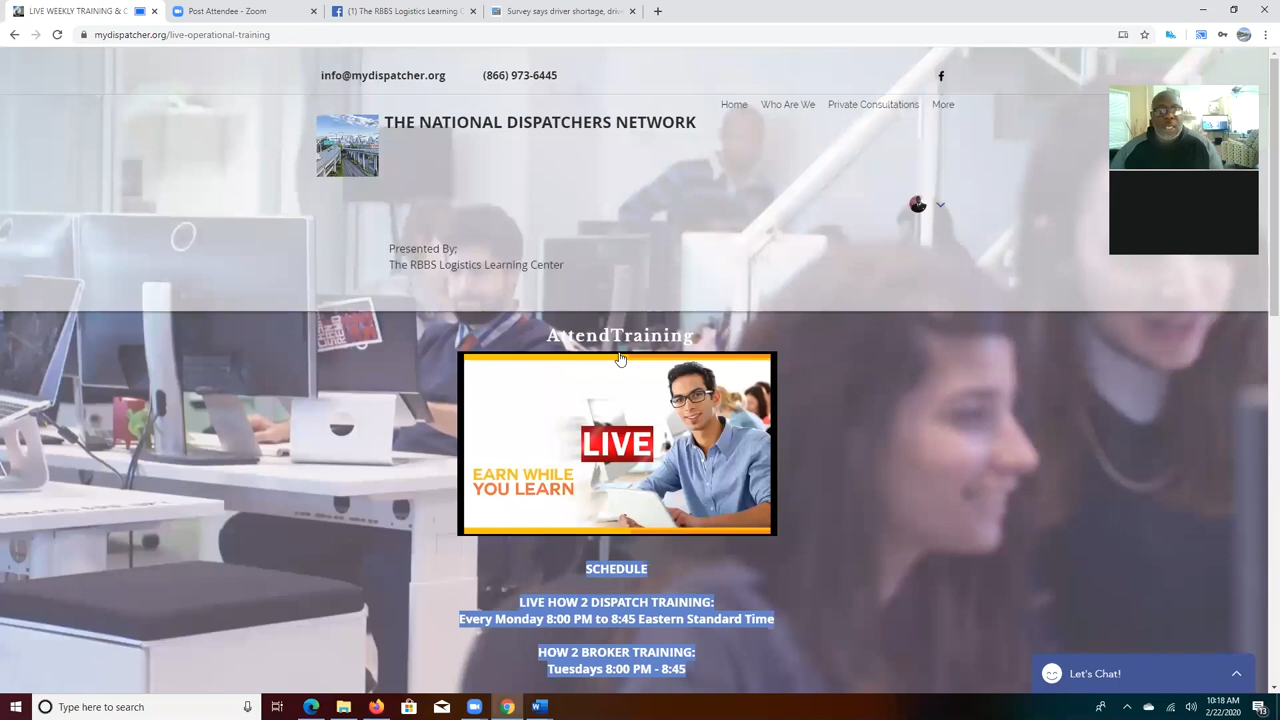 LIVE WEEKLY TRAINING & C
Post Attendee - Zoom
(1) The RBBS Logistics Learning C
Survey says driver shortage, driv
mydispatcher.org/live-operational-training
info@mydispatcher.org
(866) 973-6445
Home
Who Are We
Private Consultations
More
THE NATIONAL DISPATCHERS NETWORK
Presented By;
The RBBS Logistics Learning Center
AttendTraining
LIVE
EARN WHILE
YOU LEARN
SCHEDULE
LIVE HOW 2 DISPATCH TRAINING:
Every Monday 8:00 PM to 8:45 Eastern Standard Time
HOW 2 BROKER TRAINING:
Tuesdays 8:00 PM - 8:45
Let's Chat!
Type here to search
10:18 AM
2/22/2020
13